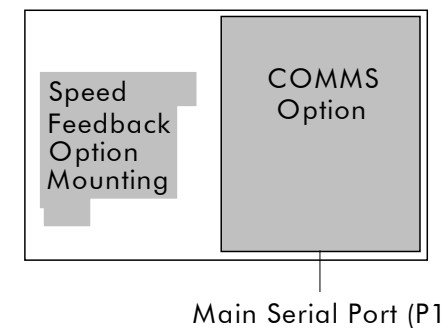 Speed
Feedback
Option
Mounting
COMMS
Option
Main Serial Port (P1